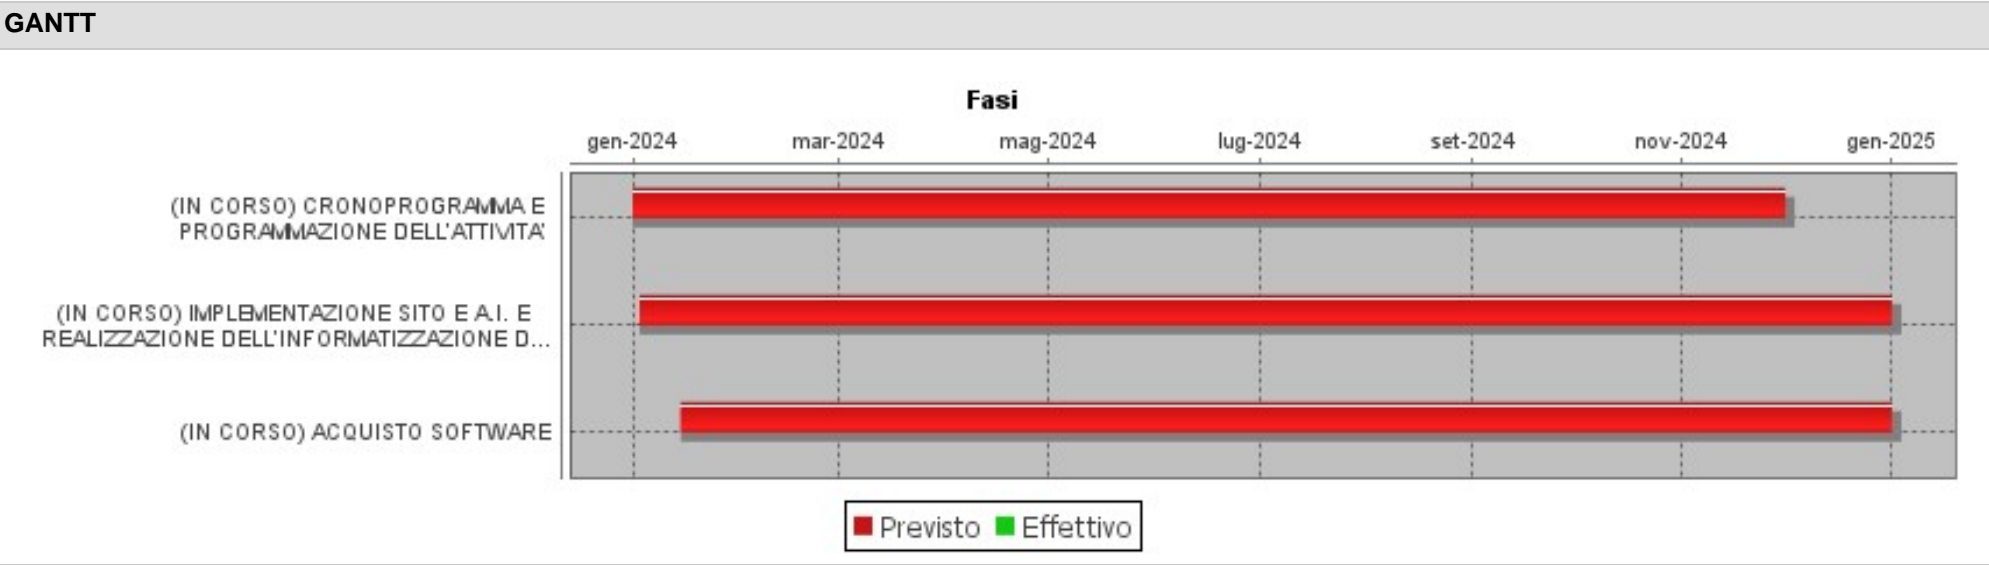 GANTT
Fasi
gen-2024 mar-2024 mag-2024 lug-2024 set-2024 nov-2024 gen-2025
(IN CORSO) CRONOPROGRAMMA E
PROGRAMMAZIONE DELL'ATTIVITA'
(IN CORSO) IMPLEMENTAZIONE SITO E A.I. E
REALIZZAZIONE DELL'INFORMATIZZAZIONE D...
(IN CORSO) ACQUISTO SOFTWARE
Previsto Effettivo